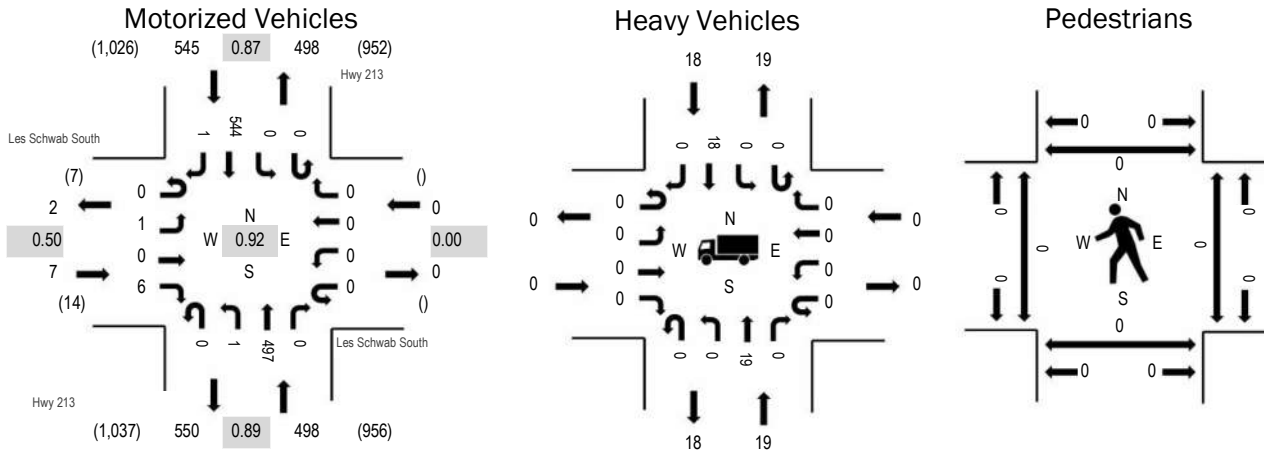 Motorized Vehicles
(1,026) 545 0.87 498 (952)
Hwy 213
Les Schwab South
1 544 0 0
(7) 0 0 ()
2 1 0 0
N
0.50 W 0.92 E 0.00
0 0
S
7 6 0 0
(14) ()
0 1 497 0
Les Schwab South
Hwy 213
(1,037) 550 0.89 498 (956)
Heavy Vehicles
18 19
0 18 0 0
0 0
0 0 0 0
N
W E
0 0
S
0 0 0 0
0 0 19 0
18 19
Pedestrians
0 0
0
N
0 0
W E
0 0
0 0
S
0
0 0